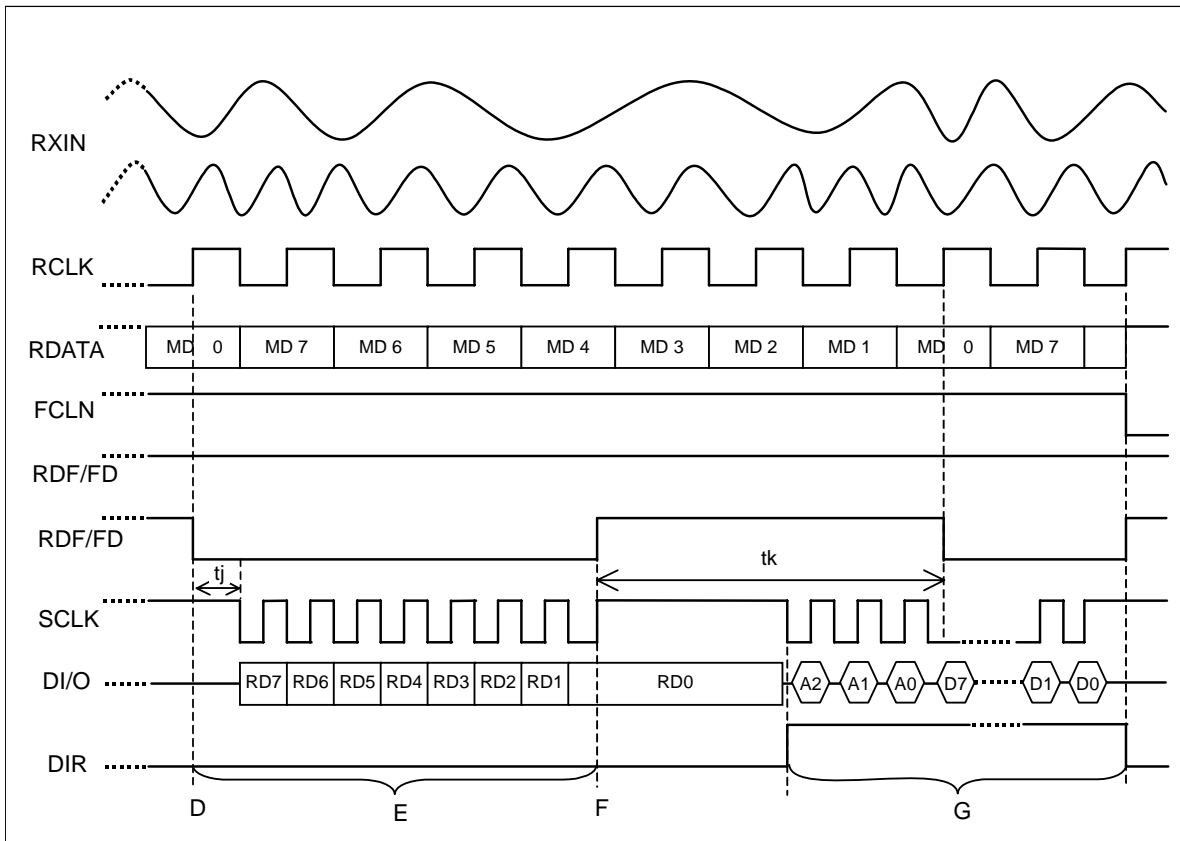 RXIN
RCLK
RDATA MD 0 MD 7 MD 6 MD 5 MD 4 MD 3 MD 2 MD 1 MD 0 MD 7
FCLN
RDF/FD
RDF/FD
tj tk
SCLK
DI/O RD7 RD6 RD5 RD4 RD3 RD2 RD1 RD0 A2 A1 A0 D7 D1 D0
DIR
D E F G